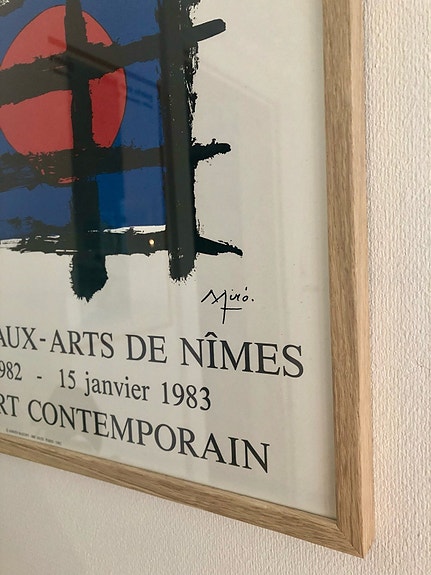 Miró.
AUX-ARTS DE NÎMES
982 - 15 janvier 1983
RT CONTEMPORAIN